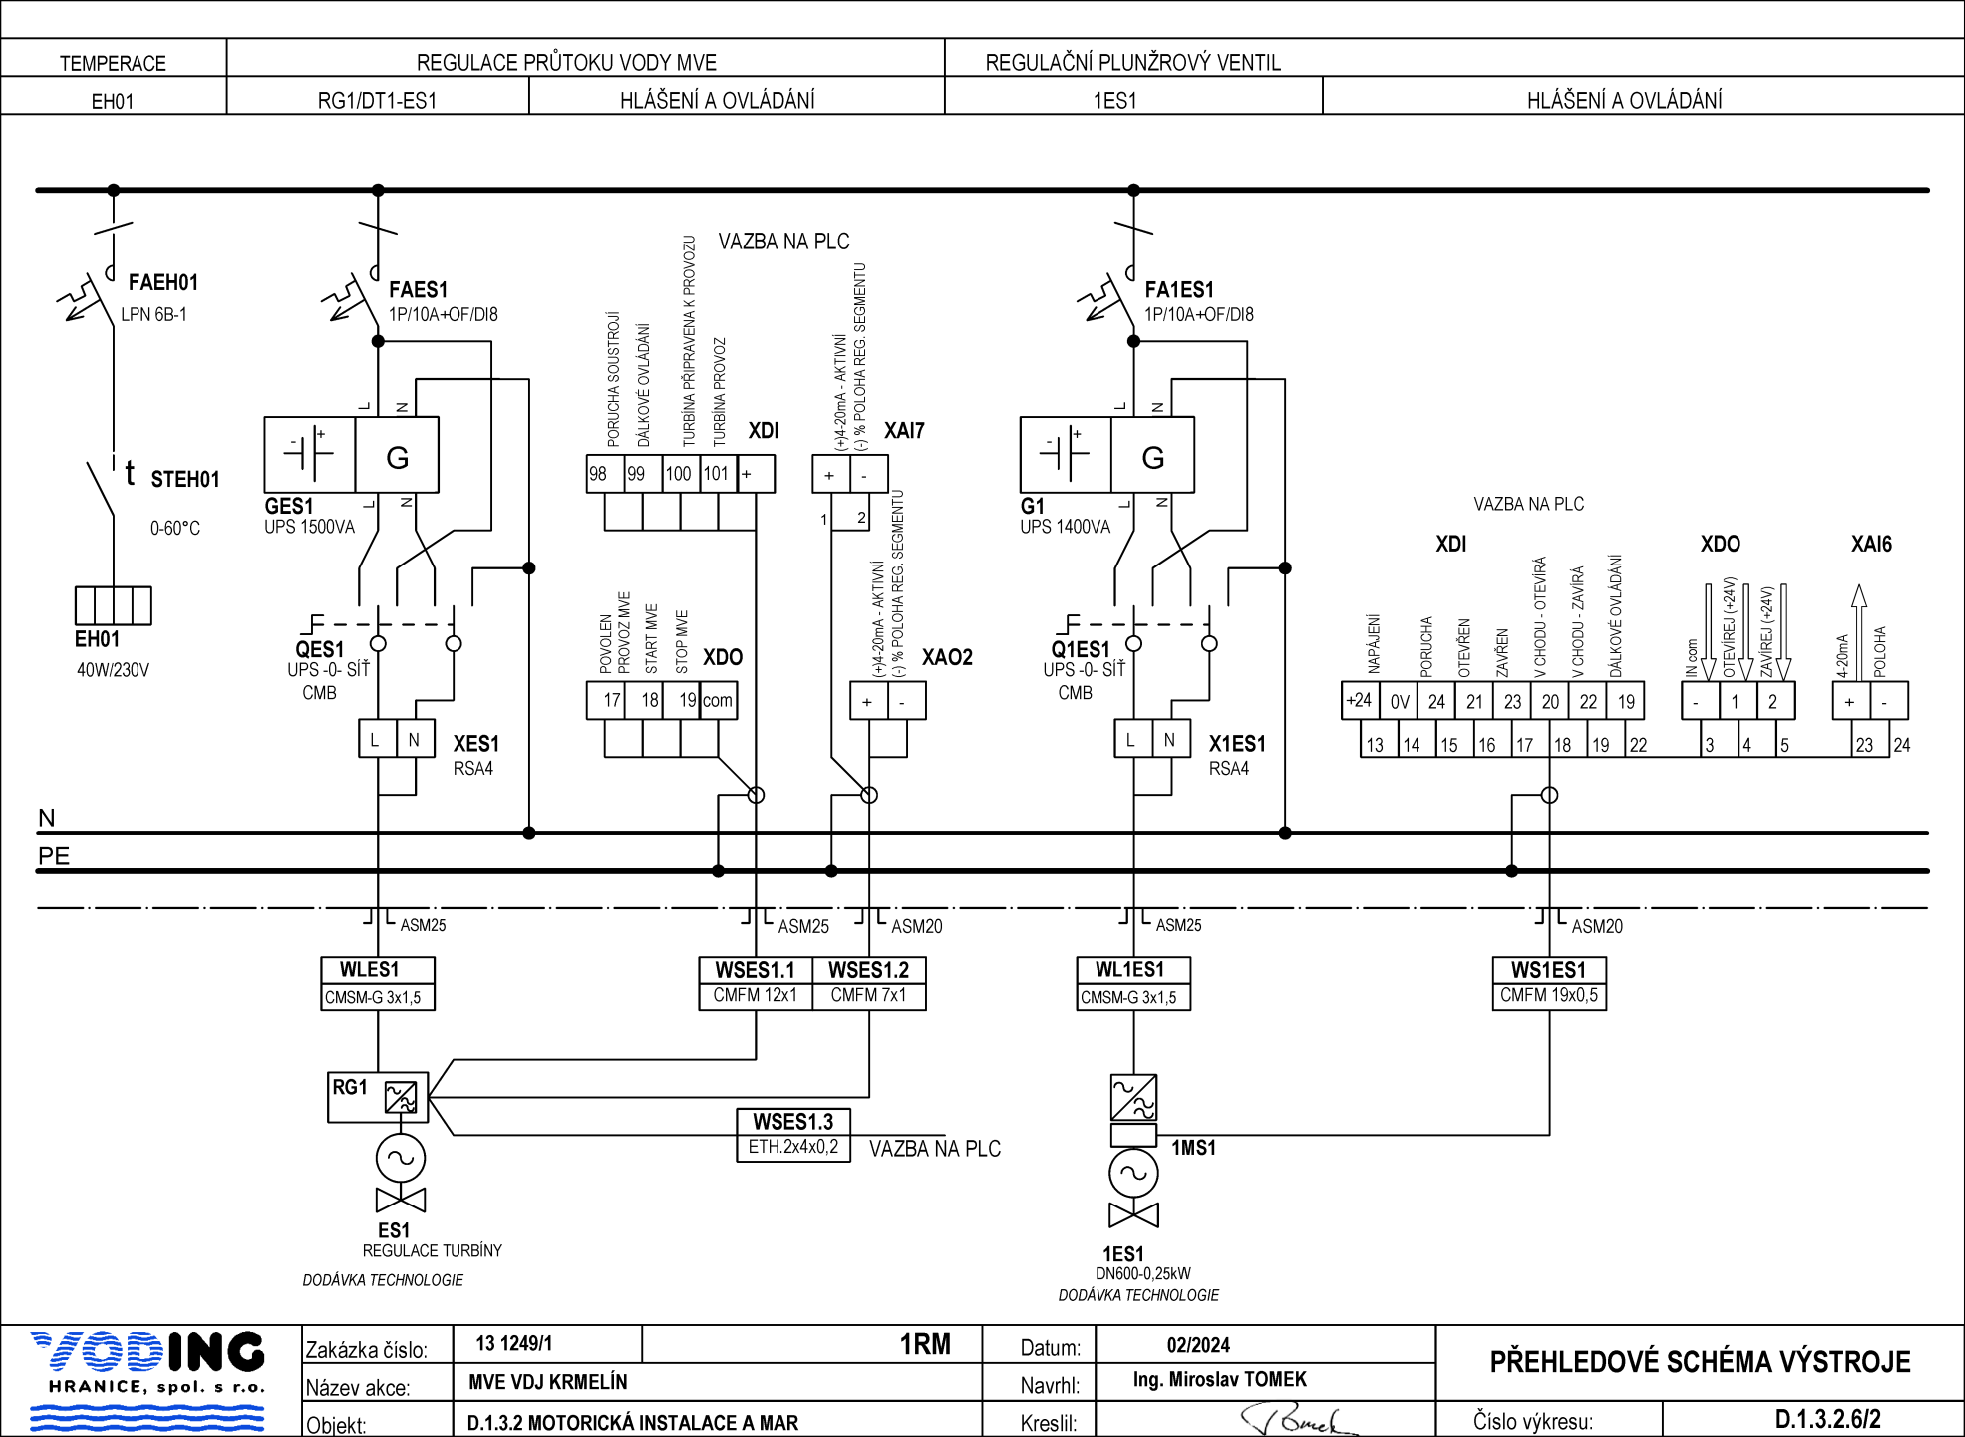 TEMPERACE
REGULACE PRŮTOKU VODY MVE
REGULAČNÍ PLUNŽROVÝ VENTIL
EH01
RG1/DT1-ES1
HLÁŠENÍ A OVLÁDÁNÍ
1ES1
HLÁŠENÍ A OVLÁDÁNÍ
FAEH01
LPN 6B-1
t
STEH01
0-60°C
EH01
40W/230V
FAES1
1P/10A+OF/DI8
L
N
- +
G
L
N
GES1
UPS 1500VA
QES1
UPS -0- SÍŤ
CMB
L N
XES1
RSA4
VAZBA NA PLC
PORUCHA SOUSTROJÍ
DÁLKOVÉ OVLÁDÁNÍ
TURBÍNA PŘIPRAVENA K PROVOZU
TURBÍNA PROVOZ
XDI
98 99 100 101 +
(+)4-20mA - AKTIVNÍ
(-) % POLOHA REG. SEGMENTU
XAI7
+ -
1 2
POVOLEN
PROVOZ MVE
START MVE
STOP MVE
XDO
17 18 19 com
(+)4-20mA - AKTIVNÍ
(-) % POLOHA REG. SEGMENTU
XAO2
+ -
FA1ES1
1P/10A+OF/DI8
L
N
- +
G
L
N
G1
UPS 1400VA
Q1ES1
UPS -0- SÍŤ
CMB
L N
X1ES1
RSA4
VAZBA NA PLC
XDI
XDO
XAI6
NAPÁJENÍ
PORUCHA
OTEVŘEN
ZAVŘEN
V CHODU - OTEVÍRÁ
V CHODU - ZAVÍRÁ
DÁLKOVÉ OVLÁDÁNÍ
IN com
OTEVÍREJ (+24V)
ZAVÍREJ (+24V)
4-20mA
POLOHA
+24 0V 24 21 23 20 22 19
- 1 2
+ -
13 14 15 16 17 18 19 22
3 4 5
23 24
N
PE
ASM25
ASM25
ASM20
ASM25
ASM20
WLES1
CMSM-G 3x1,5
WSES1.1
CMFM 12x1
WSES1.2
CMFM 7x1
WL1ES1
CMSM-G 3x1,5
WS1ES1
CMFM 19x0,5
RG1
WSES1.3
ETH.2x4x0,2
VAZBA NA PLC
1MS1
ES1
REGULACE TURBÍNY
DODÁVKA TECHNOLOGIE
1ES1
DN600-0,25kW
DODÁVKA TECHNOLOGIE
VODING
HRANICE, spol. s r.o.
Zakázka číslo:
13 1249/1
1RM
Datum:
02/2024
Název akce:
MVE VDJ KRMELÍN
Navrhl:
Ing. Miroslav TOMEK
Objekt:
D.1.3.2 MOTORICKÁ INSTALACE A MAR
Kreslil:
PŘEHLEDOVÉ SCHÉMA VÝSTROJE
Číslo výkresu:
D.1.3.2.6/2